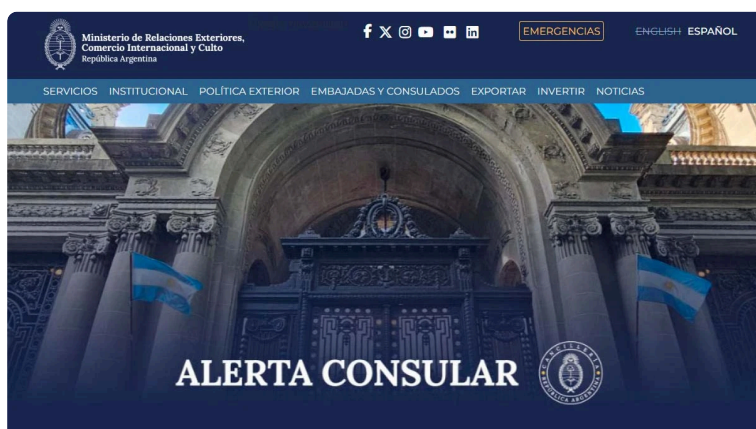 Ministerio de Relaciones Exteriores,
Comercio Internacional y Culto
República Argentina
EMERGENCIAS
ENGLISH ESPAÑOL
SERVICIOS INSTITUCIONAL POLÍTICA EXTERIOR EMBAJADAS Y CONSULADOS EXPORTAR INVERTIR NOTICIAS
ALERTA CONSULAR
CANCILLERÍA
REPÚBLICA ARGENTINA